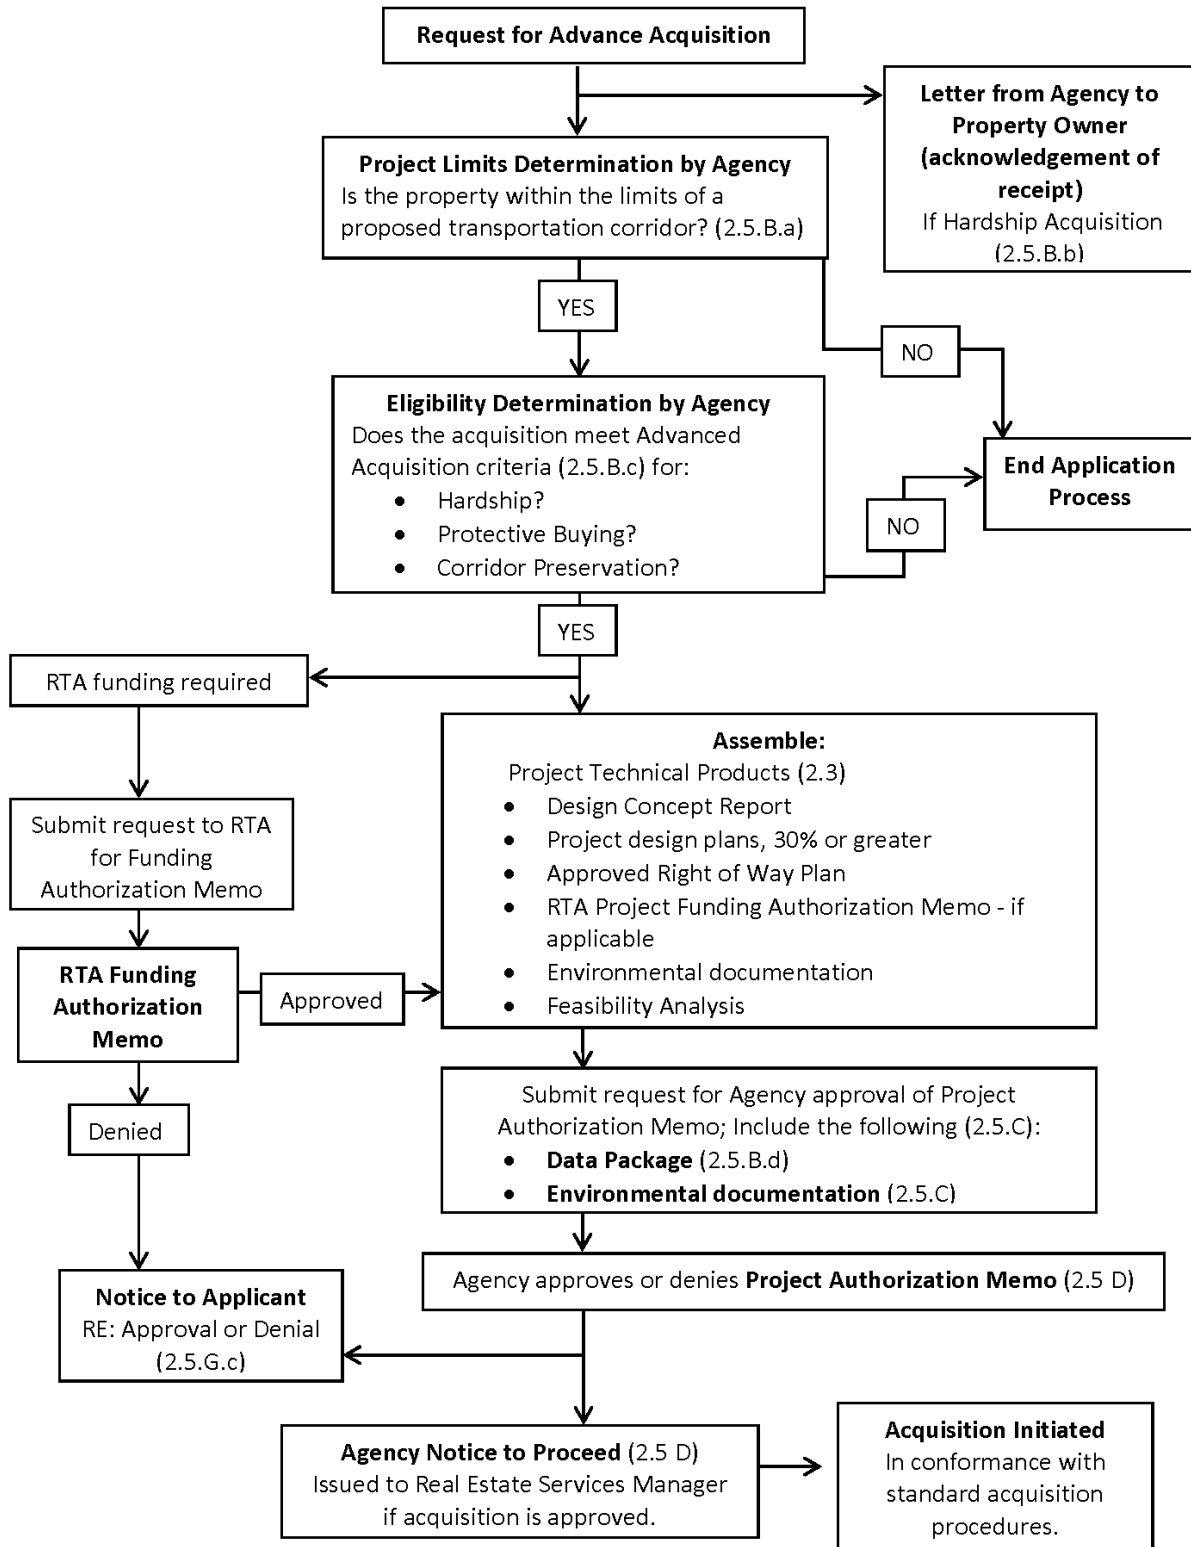 Request for Advance Acquisition
Letter from Agency to
Property Owner
(acknowledgement of
receipt)
If Hardship Acquisition
(2.5.B.b)
Project Limits Determination by Agency
Is the property within the limits of a
proposed transportation corridor? (2.5.B.a)
YES
NO
Eligibility Determination by Agency
Does the acquisition meet Advanced
Acquisition criteria (2.5.B.c) for:
• Hardship?
• Protective Buying?
• Corridor Preservation?
End Application
Process
NO
YES
RTA funding required
Submit request to RTA
for Funding
Authorization Memo
Assemble:
Project Technical Products (2.3)
• Design Concept Report
• Project design plans, 30% or greater
• Approved Right of Way Plan
• RTA Project Funding Authorization Memo - if
applicable
• Environmental documentation
• Feasibility Analysis
RTA Funding
Authorization
Memo
Approved
Denied
Submit request for Agency approval of Project
Authorization Memo; Include the following (2.5.C):
• Data Package (2.5.B.d)
• Environmental documentation (2.5.C)
Agency approves or denies Project Authorization Memo (2.5 D)
Notice to Applicant
RE: Approval or Denial
(2.5.G.c)
Agency Notice to Proceed (2.5 D)
Issued to Real Estate Services Manager
if acquisition is approved.
Acquisition Initiated
In conformance with
standard acquisition
procedures.